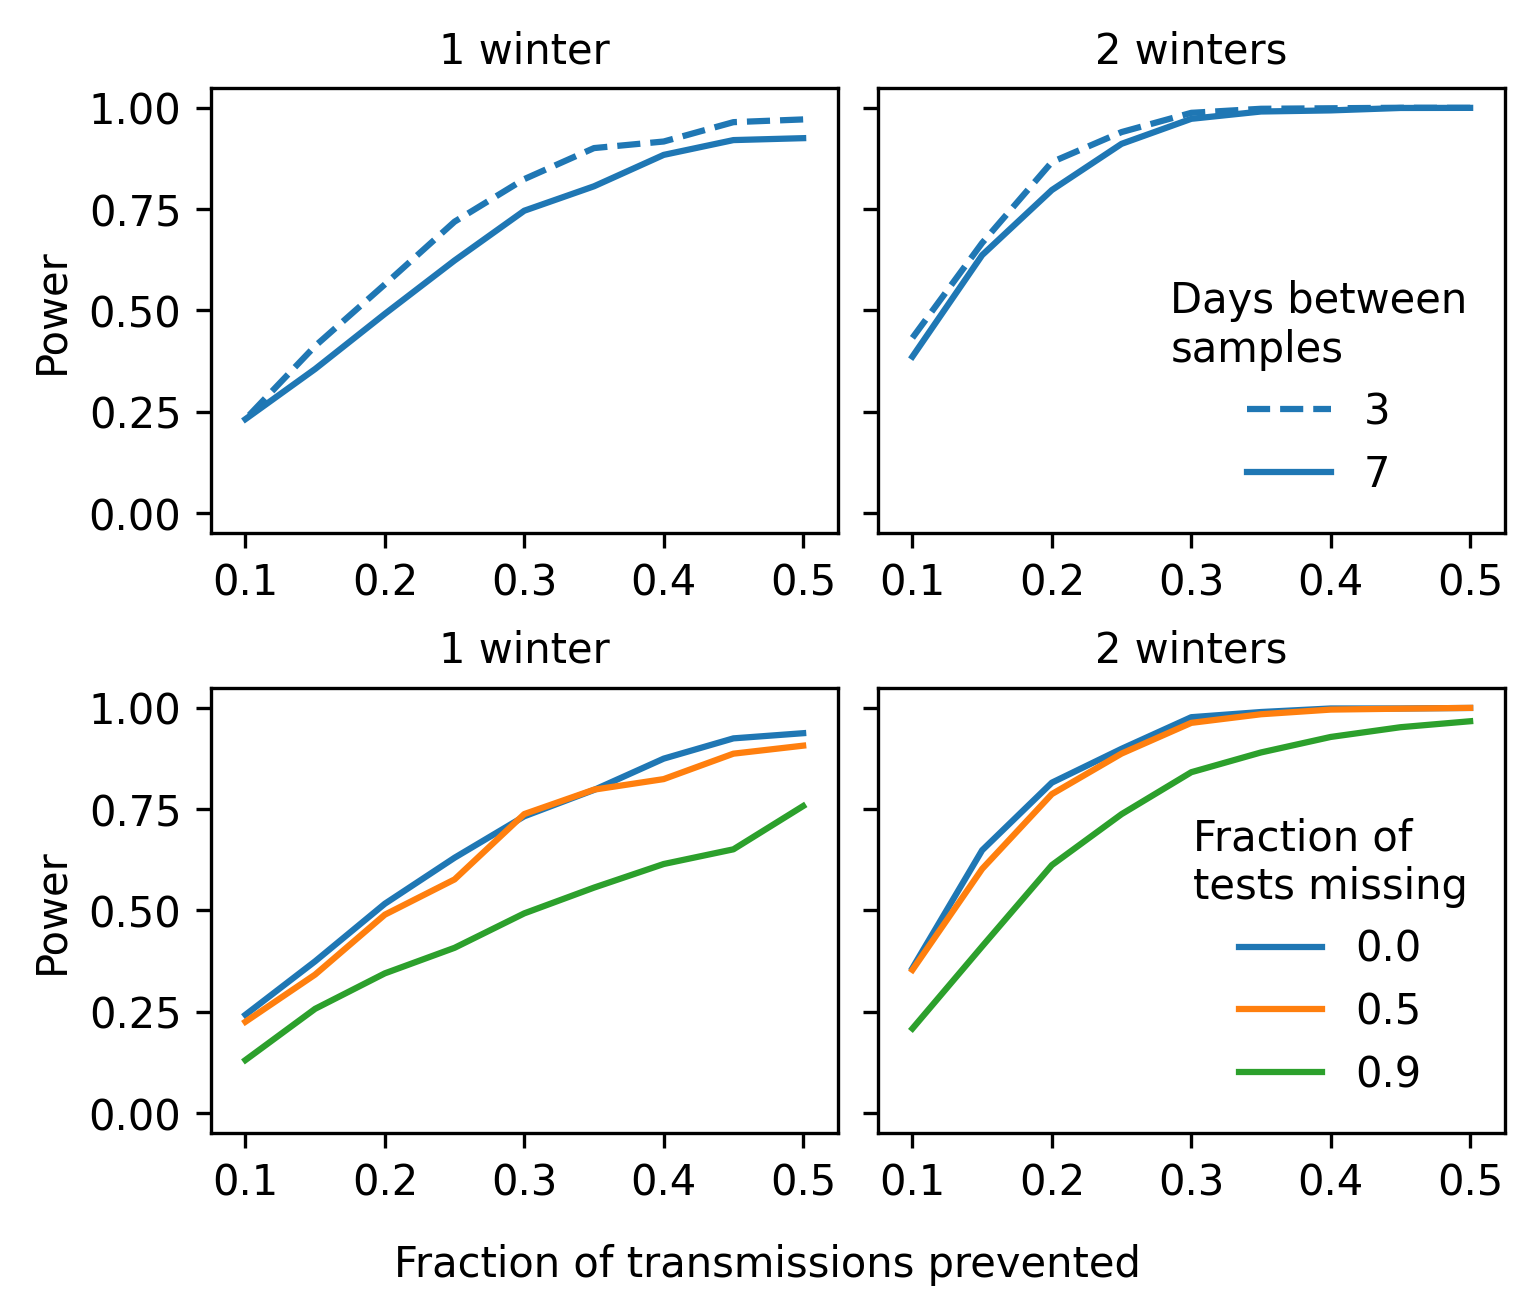 1 winter
2 winters
Power
1.00
0.75
0.50
0.25
0.00
0.1 0.2 0.3 0.4 0.5
0.1 0.2 0.3 0.4 0.5
Days between
samples
3
7
1 winter
2 winters
Power
1.00
0.75
0.50
0.25
0.00
0.1 0.2 0.3 0.4 0.5
0.1 0.2 0.3 0.4 0.5
Fraction of
tests missing
0.0
0.5
0.9
Fraction of transmissions prevented